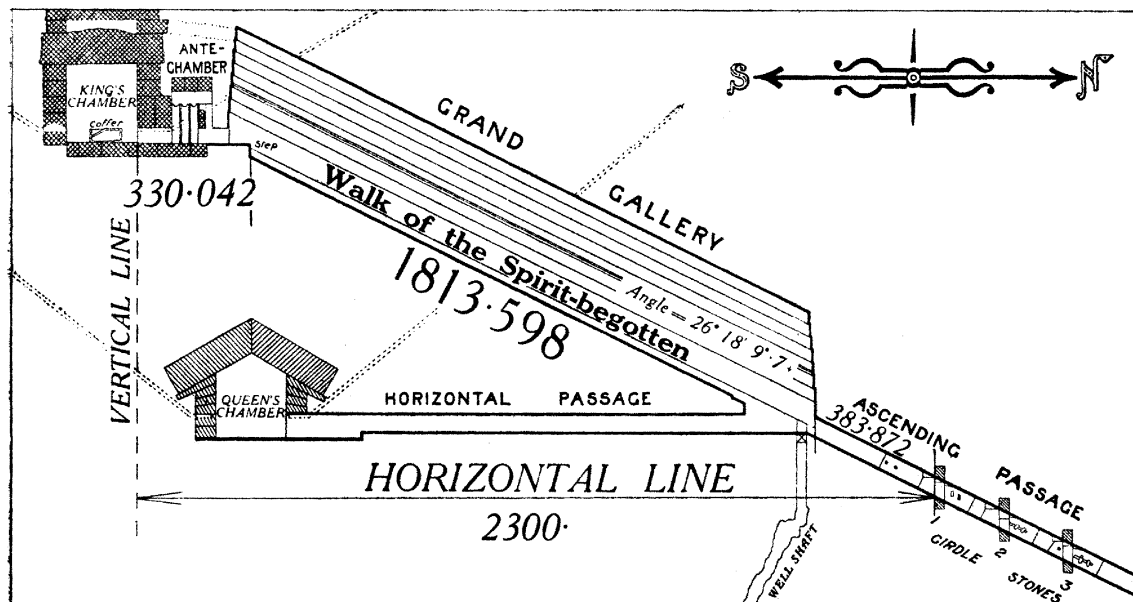 ANTE-
CHAMBER
KING'S
CHAMBER
Coffer
Step
S
N
330·042
VERTICAL LINE
GRAND GALLERY
Walk of the Spirit-begotten
1813·598
Angle = 26° 18' 9"·7
QUEEN'S
CHAMBER
HORIZONTAL PASSAGE
ASCENDING PASSAGE
383·872
HORIZONTAL LINE
2300·
WELL SHAFT
1 2 3
GIRDLE STONES